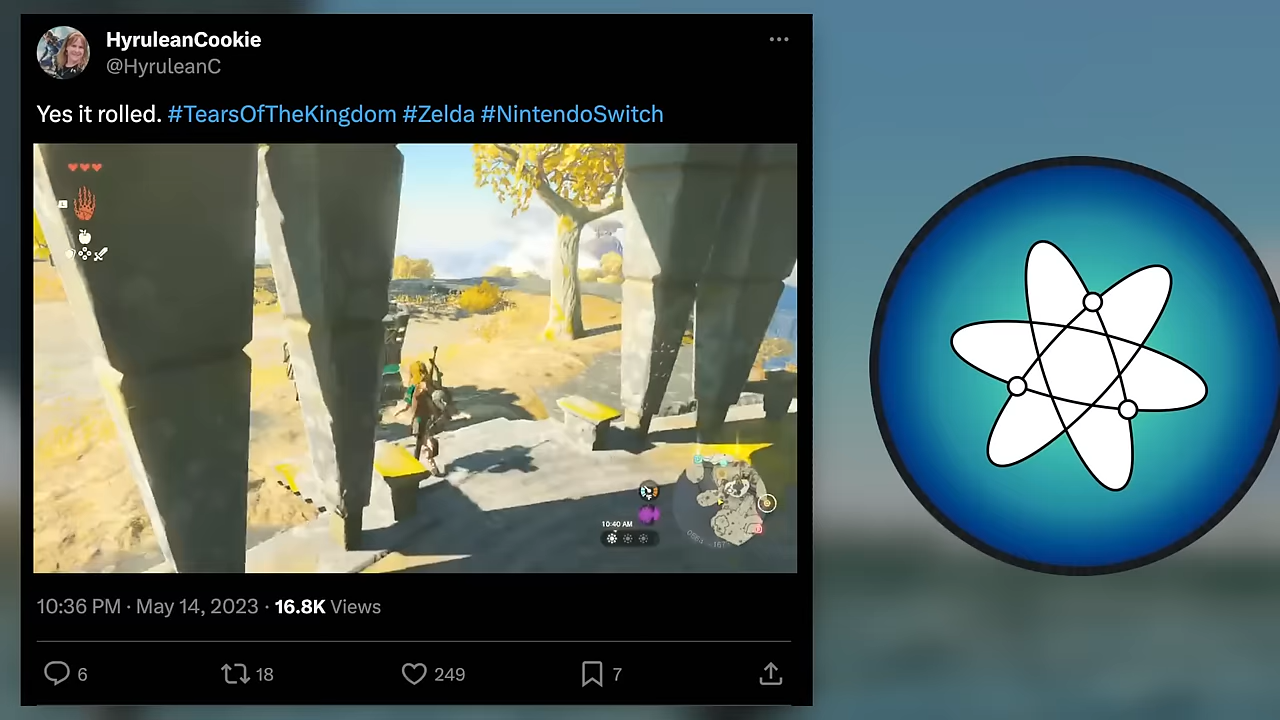 HyruleanCookie
@HyruleanC
Yes it rolled. #TearsOfTheKingdom #Zelda #NintendoSwitch
L
10:40 AM
10:36 PM · May 14, 2023 · 16.8K Views
6 18 249 7